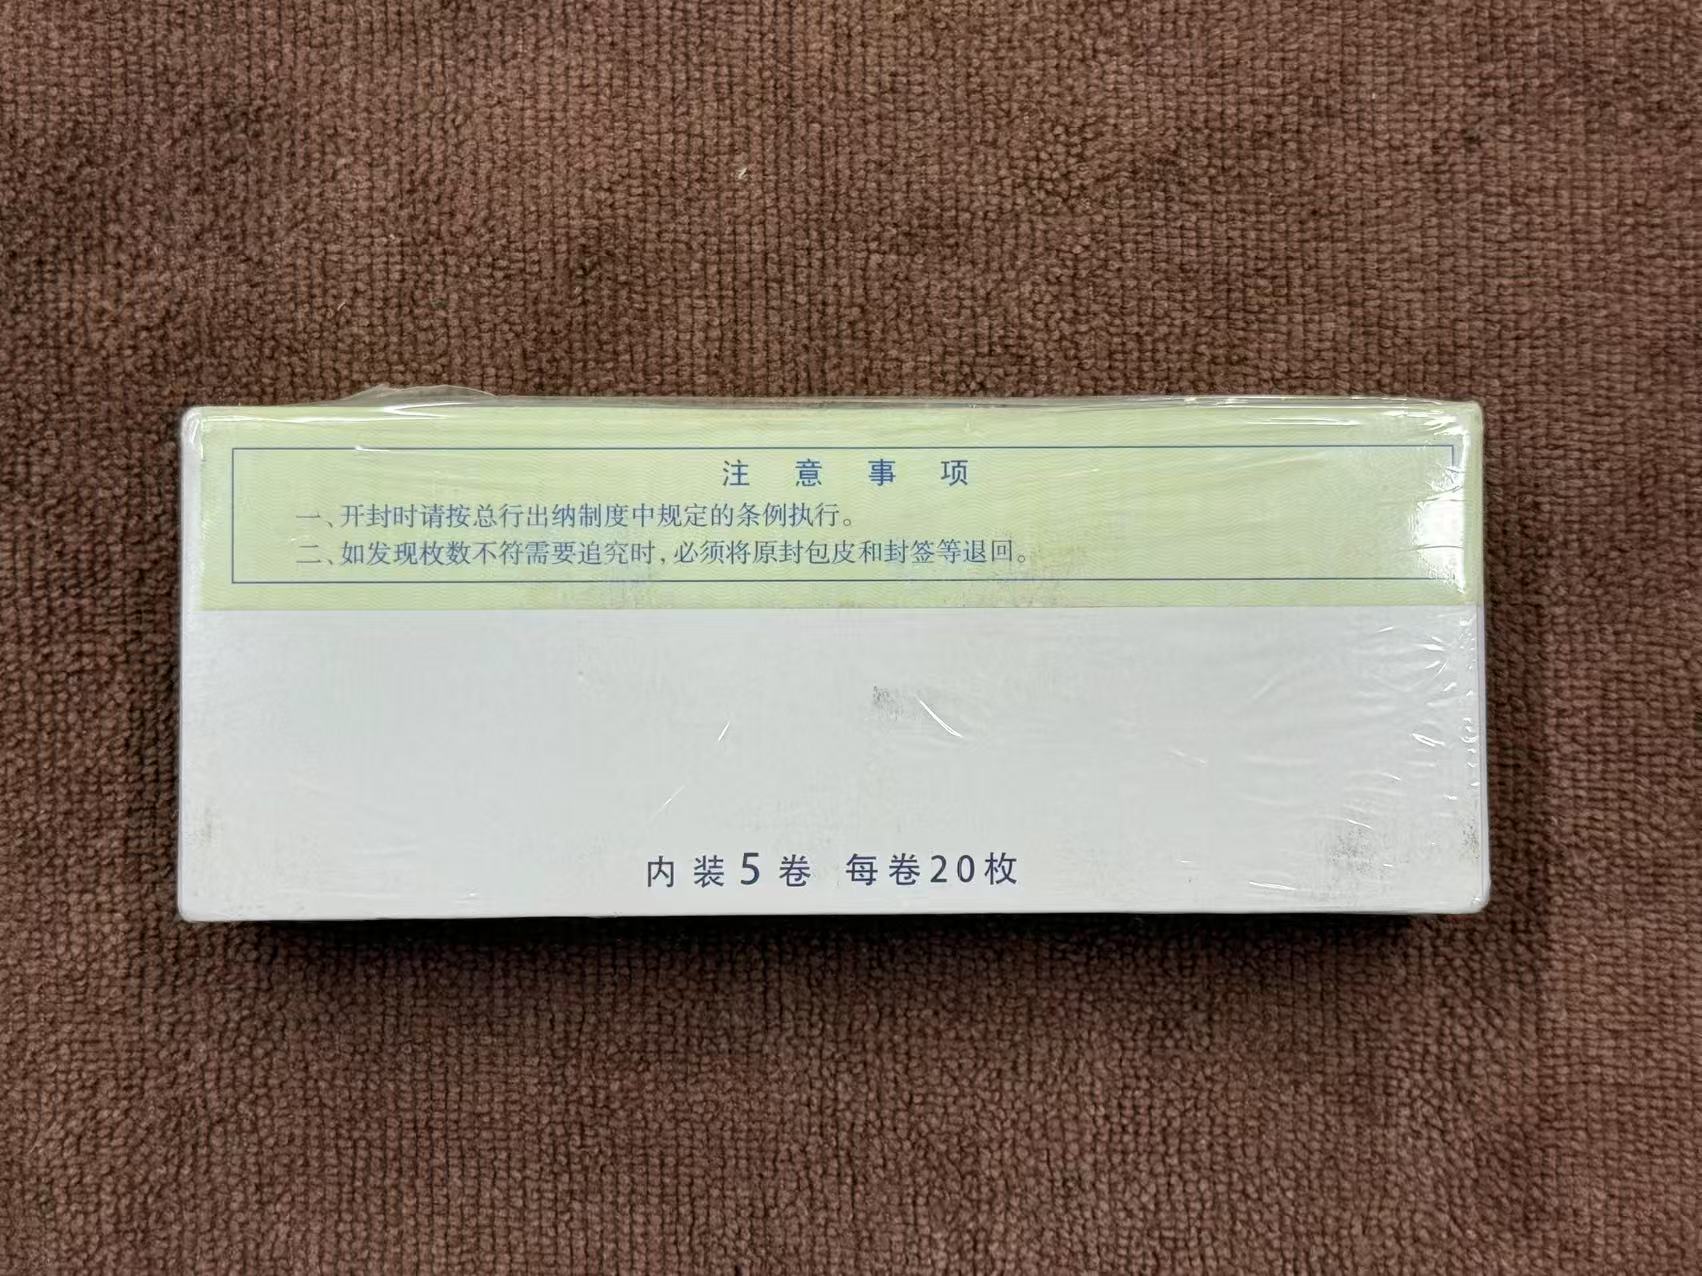 注意事项
一、开封时请按总行出纳制度中规定的条例执行。
二、如发现枚数不符需要追究时,必须将原封包皮和封签等退回。
内装5卷 每卷20枚